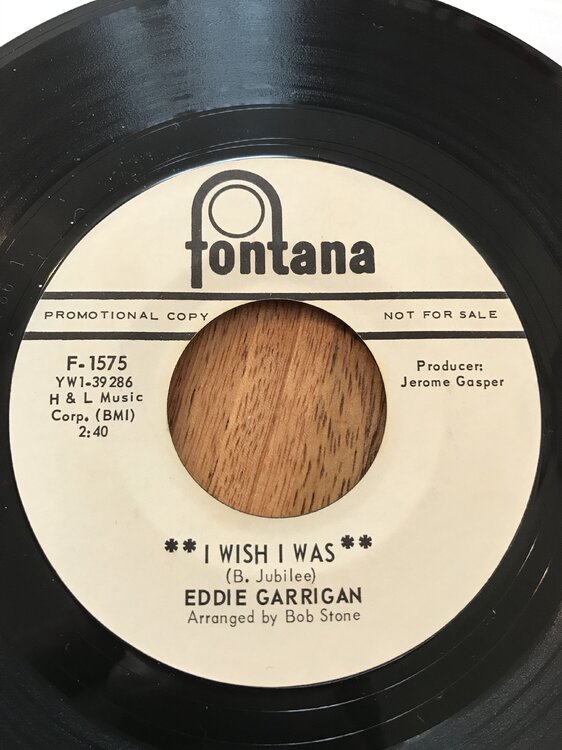 fontana
PROMOTIONAL COPY NOT FOR SALE
F-1575
YW1-39286
H & L Music
Corp. (BMI)
2:40
Producer:
Jerome Gasper
**I WISH I WAS**
(B. Jubilee)
EDDIE GARRIGAN
Arranged by Bob Stone